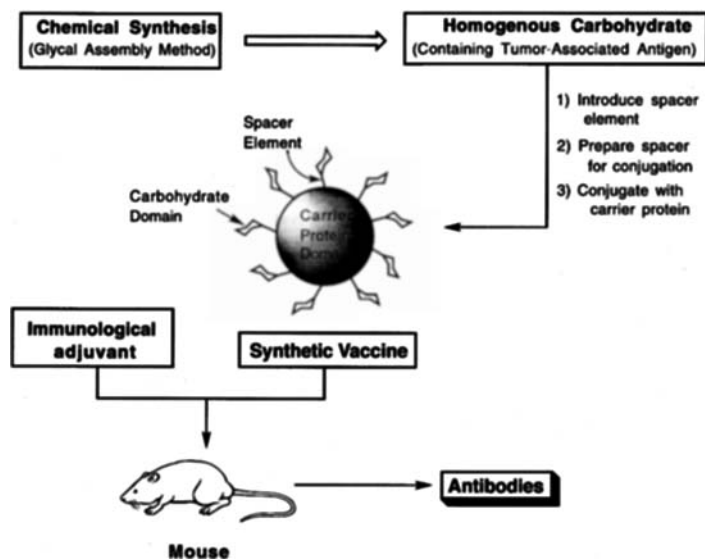 Chemical Synthesis
(Glycal Assembly Method)
Homogenous Carbohydrate
(Containing Tumor-Associated Antigen)
1) Introduce spacer
element
2) Prepare spacer
for conjugation
3) Conjugate with
carrier protein
Spacer
Element
Carbohydrate
Domain
Carrier
Protein
Domain
Immunological
adjuvant
Synthetic Vaccine
Mouse
Antibodies